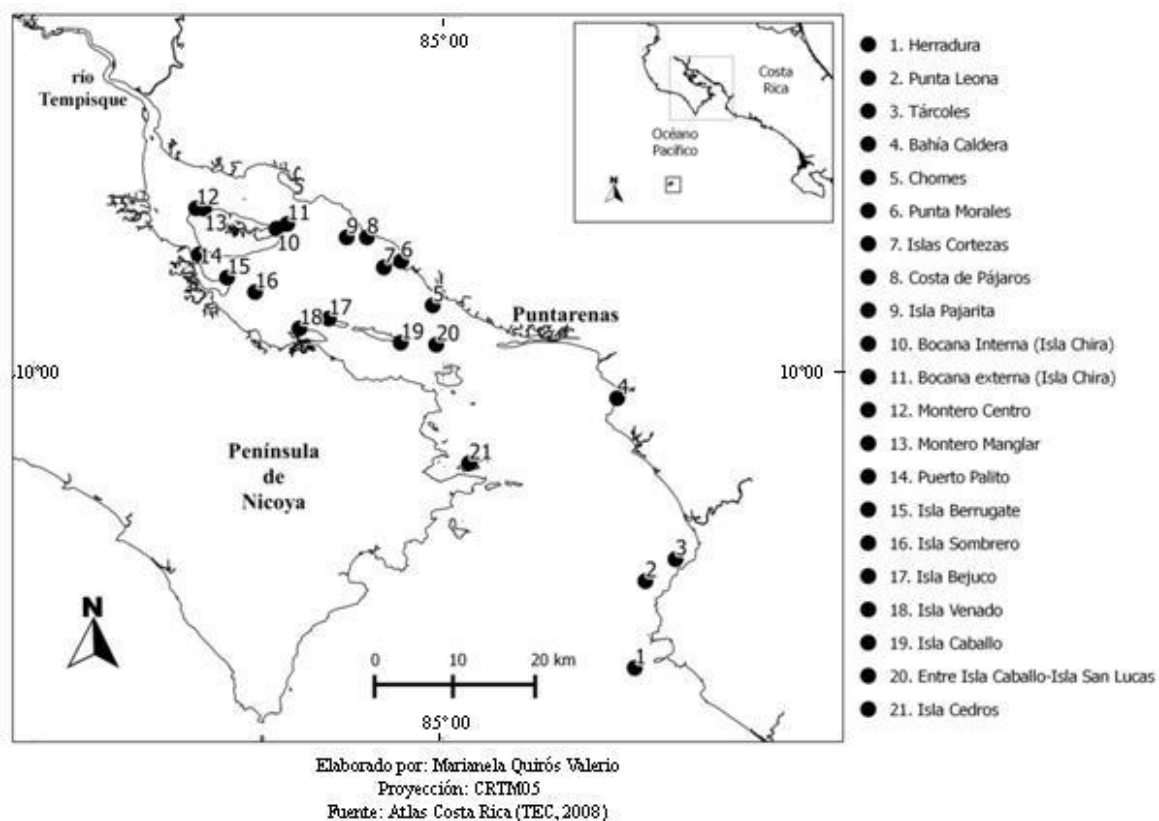 85°00
río
Tempisque
Costa
Rica
Océano
Pacífico
N
12
13
11
10
9
8
14
15
16
7
6
5
18
17
19
20
Puntarenas
10°00
10°00
4
Península
de
Nicoya
21
3
2
1
N
0 10 20 km
85°00
1. Herradura
2. Punta Leona
3. Tárcoles
4. Bahía Caldera
5. Chomes
6. Punta Morales
7. Islas Cortezas
8. Costa de Pájaros
9. Isla Pajarita
10. Bocana Interna (Isla Chira)
11. Bocana externa (Isla Chira)
12. Montero Centro
13. Montero Manglar
14. Puerto Palito
15. Isla Berrugate
16. Isla Sombrero
17. Isla Bejuco
18. Isla Venado
19. Isla Caballo
20. Entre Isla Caballo-Isla San Lucas
21. Isla Cedros
Elaborado por: Marianela Quirós Valerio
Proyección: CRTM05
Fuente: Atlas Costa Rica (TEC, 2008)